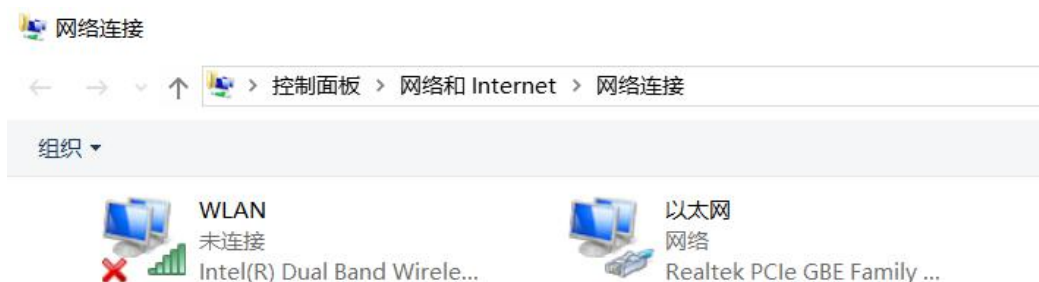 网络连接
控制面板 > 网络和 Internet > 网络连接
组织
WLAN
未连接
Intel(R) Dual Band Wirele...
以太网
网络
Realtek PCIe GBE Family ...